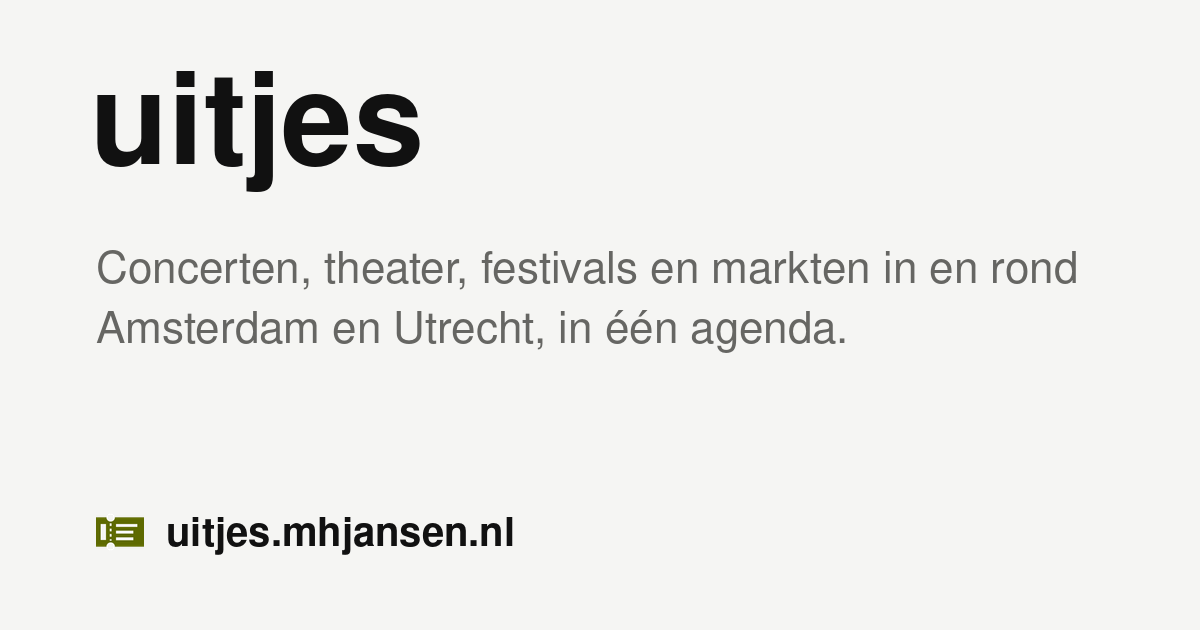 uitjes
Concerten, theater, festivals en markten in en rond
Amsterdam en Utrecht, in één agenda.
uitjes.mhjansen.nl